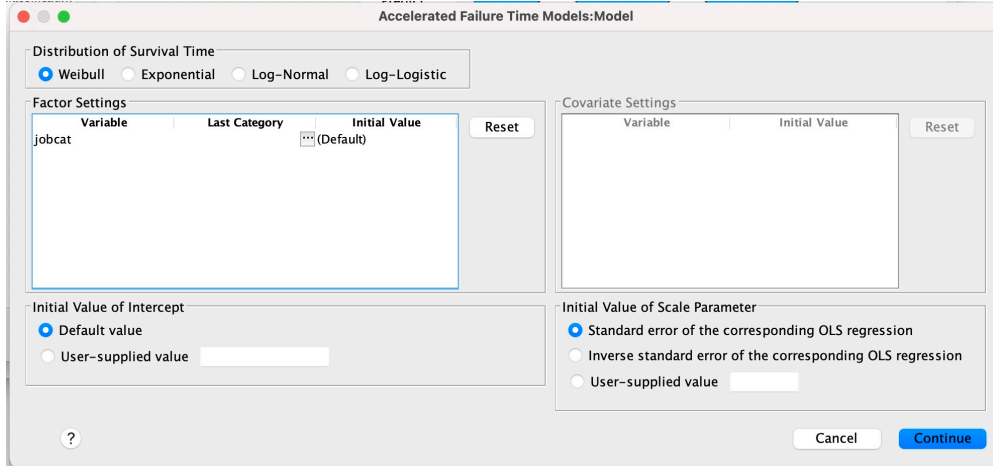 Accelerated Failure Time Models:Model
Distribution of Survival Time
Weibull Exponential Log-Normal Log-Logistic
Factor Settings
Variable Last Category Initial Value
jobcat ... (Default)
Reset
Covariate Settings
Variable Initial Value
Reset
Initial Value of Intercept
Default value
User-supplied value
Initial Value of Scale Parameter
Standard error of the corresponding OLS regression
Inverse standard error of the corresponding OLS regression
User-supplied value
?
Cancel Continue